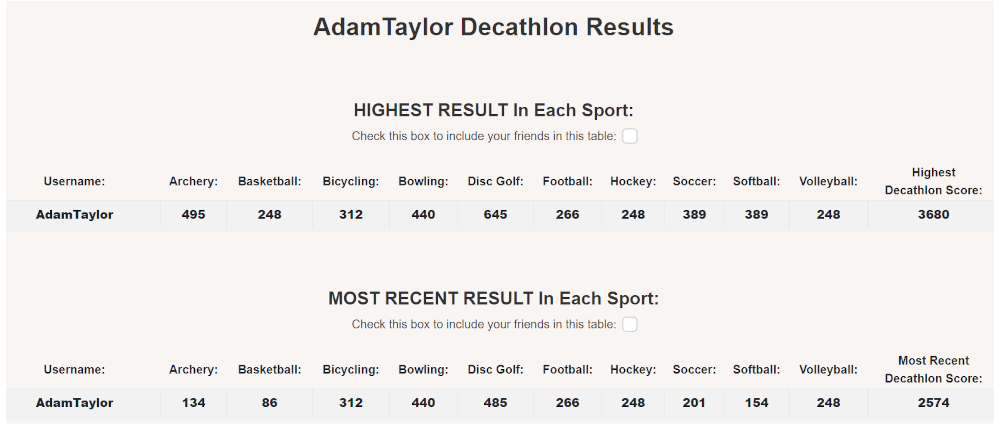 AdamTaylor Decathlon Results
HIGHEST RESULT In Each Sport:
Check this box to include your friends in this table:
Username: Archery: Basketball: Bicycling: Bowling: Disc Golf: Football: Hockey: Soccer: Softball: Volleyball: Highest Decathlon Score:
AdamTaylor 495 248 312 440 645 266 248 389 389 248 3680
MOST RECENT RESULT In Each Sport:
Check this box to include your friends in this table:
Username: Archery: Basketball: Bicycling: Bowling: Disc Golf: Football: Hockey: Soccer: Softball: Volleyball: Most Recent Decathlon Score:
AdamTaylor 134 86 312 440 485 266 248 201 154 248 2574